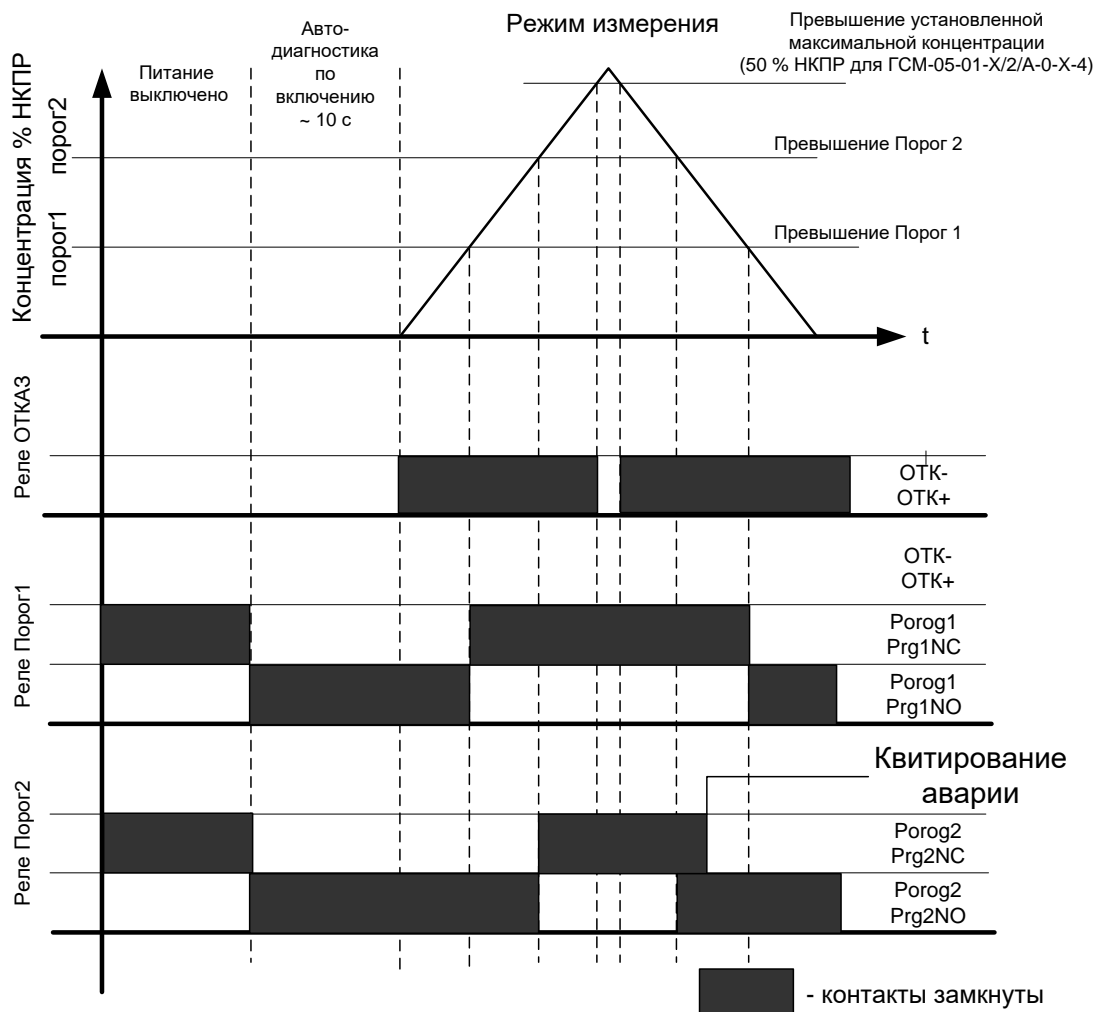 Режим измерения
Превышение установленной
максимальной концентрации
(50 % НКПР для ГСМ-05-01-Х/2/А-0-Х-4)
Авто-
диагностика
по
включению
~ 10 с
Питание
выключено
Концентрация % НКПР
порог2
порог1
Превышение Порог 2
Превышение Порог 1
t
Реле ОТКАЗ
ОТК-
ОТК+
ОТК-
ОТК+
Реле Порог1
Porog1
Prg1NC
Porog1
Prg1NO
Квитирование
аварии
Реле Порог2
Porog2
Prg2NC
Porog2
Prg2NO
- контакты замкнуты